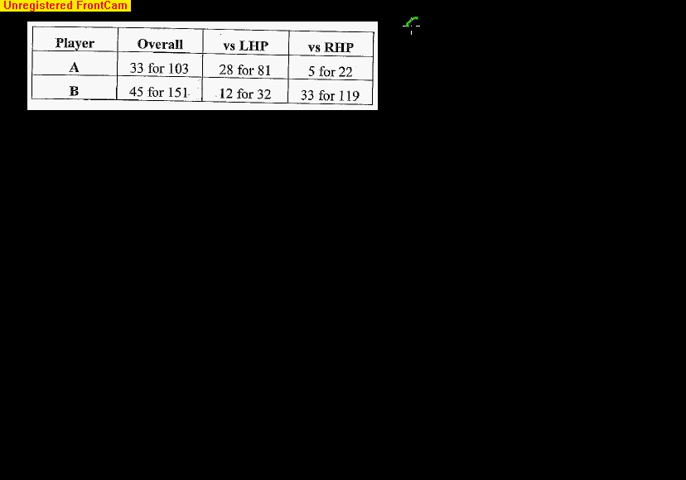 Unregistered FrontCam
Player Overall vs LHP vs RHP
A 33 for 103 28 for 81 5 for 22
B 45 for 151 12 for 32 33 for 119